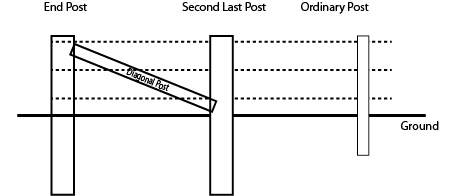 End Post
Second Last Post
Ordinary Post
Diagonal Post
Ground